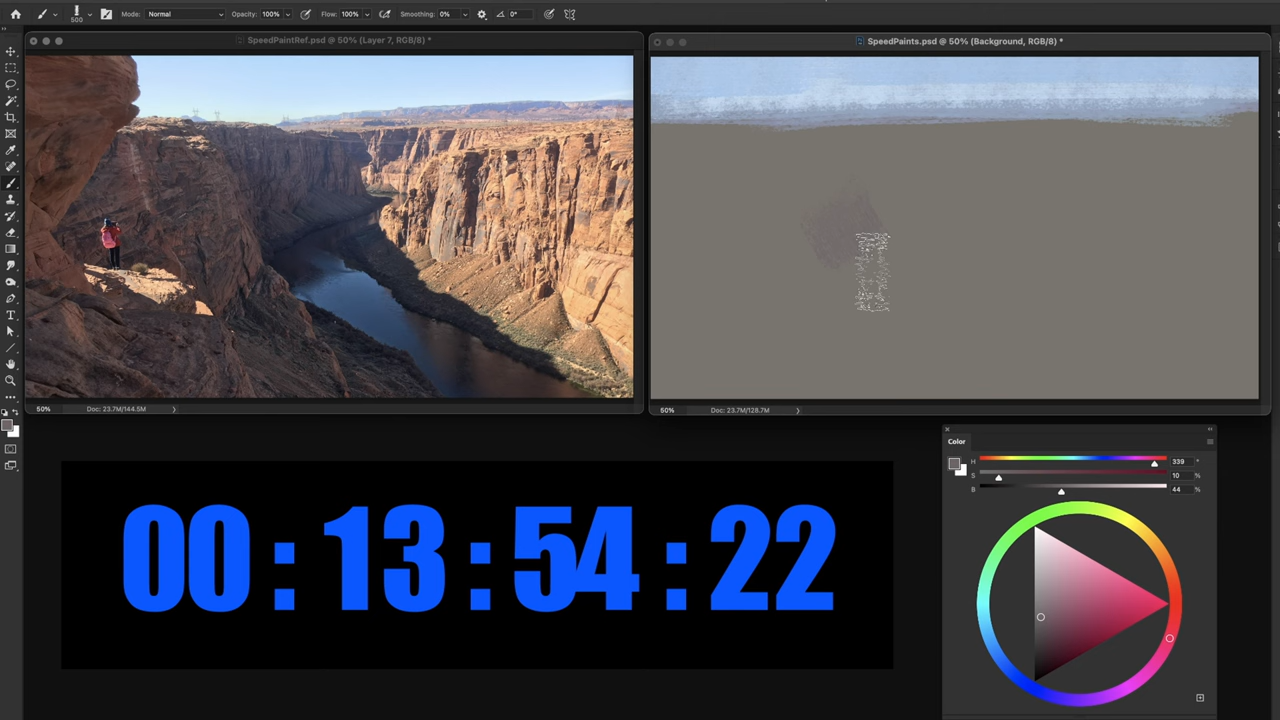 500
Mode: Normal
Opacity: 100%
Flow: 100%
Smoothing: 0%
0°
SpeedPaintRef.psd @ 50% (Layer 7, RGB/8) *
SpeedPaints.psd @ 50% (Background, RGB/8) *
50% Doc: 23.7M/144.5M
50% Doc: 23.7M/128.7M
Color
H 339 °
S 10 %
B 44 %
00:13:54:22